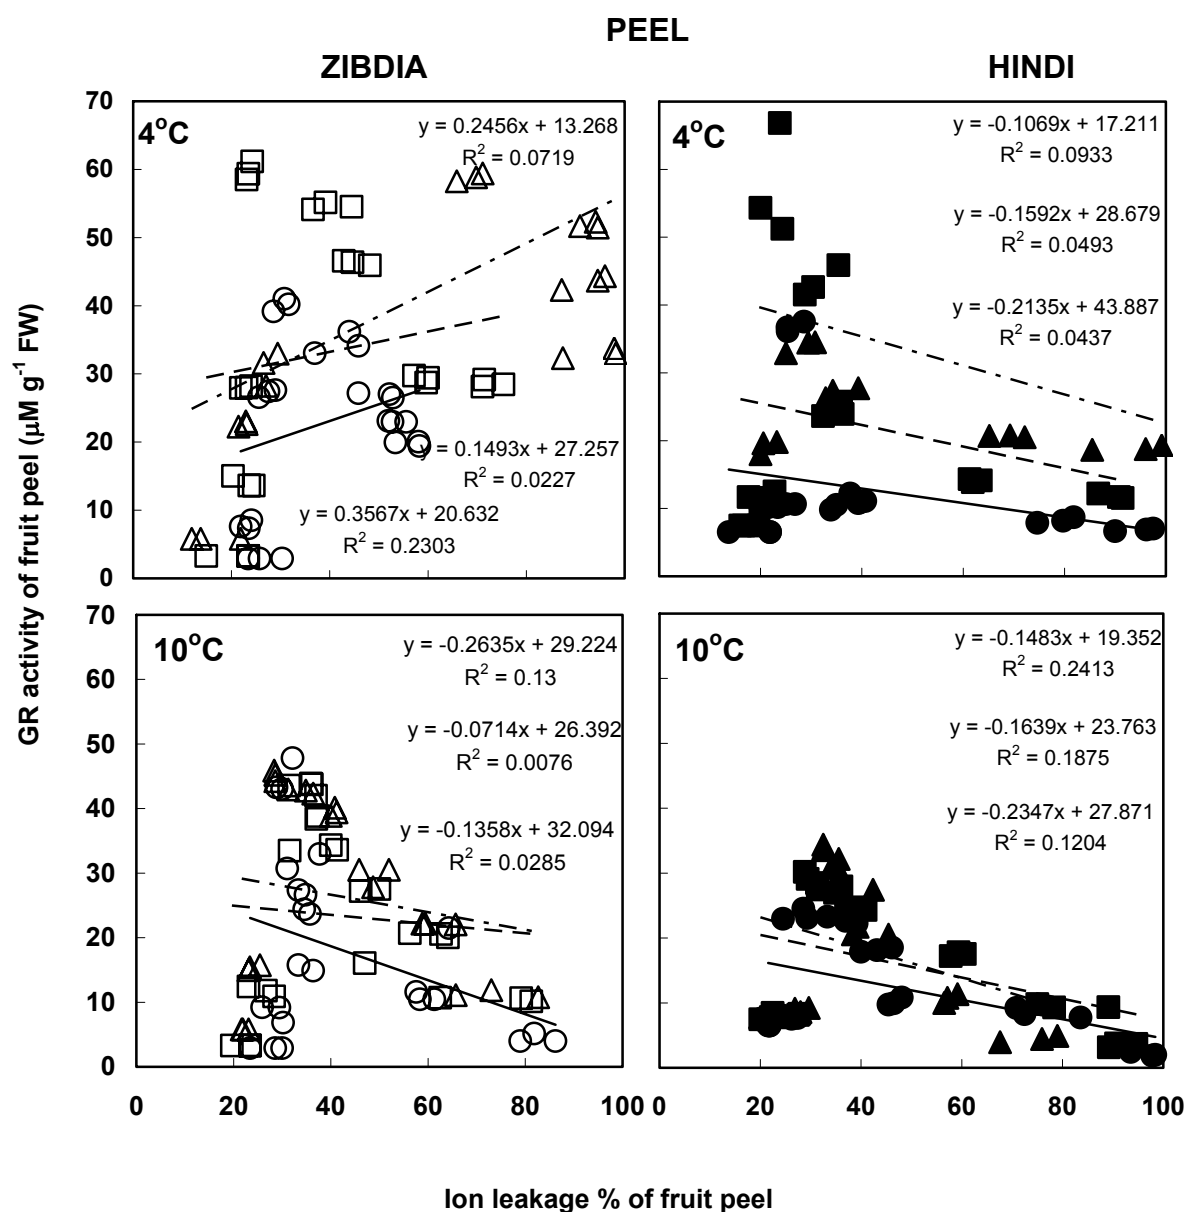 PEEL
ZIBDIA
HINDI
GR activity of fruit peel (µM g⁻¹ FW)
70
60
50
40
30
20
10
0
4°C
y = 0.2456x + 13.268
R² = 0.0719
y = 0.1493x + 27.257
R² = 0.0227
y = 0.3567x + 20.632
R² = 0.2303
4°C
y = -0.1069x + 17.211
R² = 0.0933
y = -0.1592x + 28.679
R² = 0.0493
y = -0.2135x + 43.887
R² = 0.0437
70
60
50
40
30
20
10
0
10°C
y = -0.2635x + 29.224
R² = 0.13
y = -0.0714x + 26.392
R² = 0.0076
y = -0.1358x + 32.094
R² = 0.0285
10°C
y = -0.1483x + 19.352
R² = 0.2413
y = -0.1639x + 23.763
R² = 0.1875
y = -0.2347x + 27.871
R² = 0.1204
0 20 40 60 80 100 0 20 40 60 80 100
Ion leakage % of fruit peel